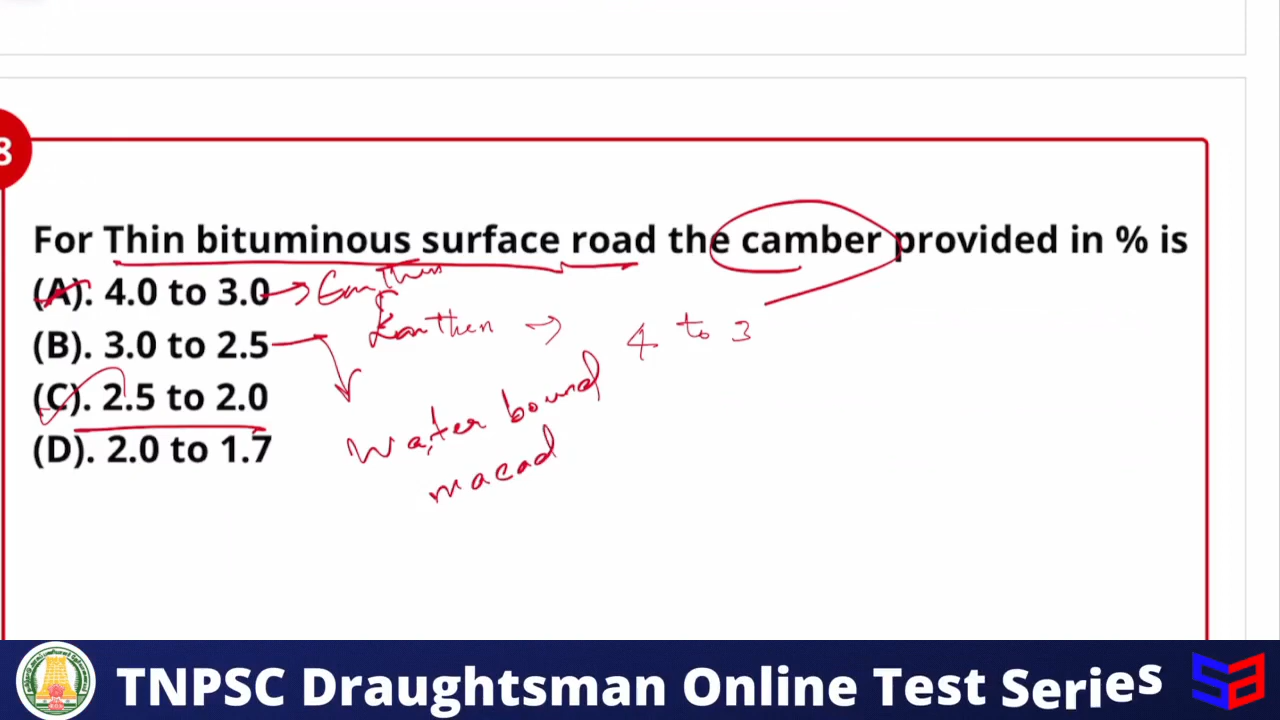 8
For Thin bituminous surface road the camber provided in % is
(A). 4.0 to 3.0 → Earthen
Earthen → 4 to 3
(B). 3.0 to 2.5
(C). 2.5 to 2.0
Water bound
(D). 2.0 to 1.7
macad
TNPSC Draughtsman Online Test Series